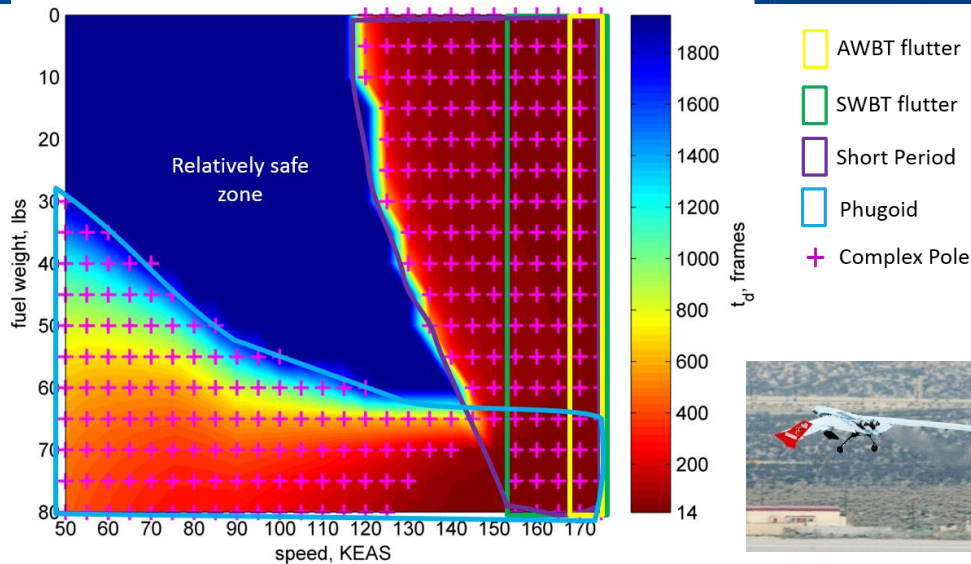 0
10
20
30
40
50
60
70
80
fuel weight, lbs
Relatively safe
zone
50 60 70 80 90 100 110 120 130 140 150 160 170
speed, KEAS
1800
1600
1400
1200
1000
800
600
400
200
14
t_d, frames
AWBT flutter
SWBT flutter
Short Period
Phugoid
+ Complex Pole